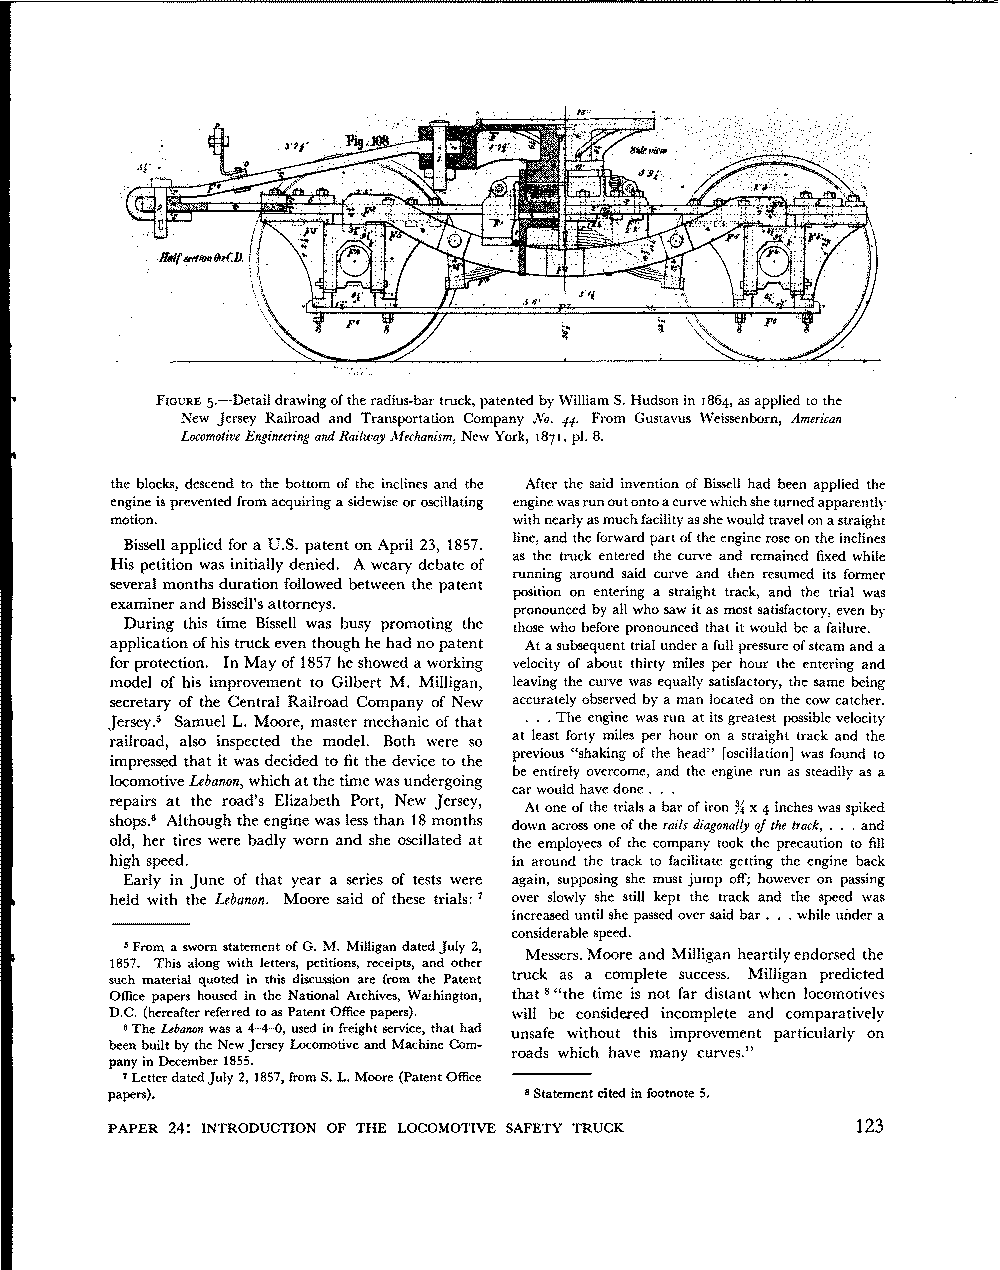 Fig. 108
Side view
Half section On C.D.
FIGURE 5.—Detail drawing of the radius-bar truck, patented by William S. Hudson in 1864, as applied to the
New Jersey Railroad and Transportation Company No. 44. From Gustavus Weissenborn, American
Locomotive Engineering and Railway Mechanism, New York, 1871, pl. 8.
the blocks, descend to the bottom of the inclines and the
engine is prevented from acquiring a sidewise or oscillating
motion.
Bissell applied for a U.S. patent on April 23, 1857.
His petition was initially denied. A weary debate of
several months duration followed between the patent
examiner and Bissell's attorneys.
During this time Bissell was busy promoting the
application of his truck even though he had no patent
for protection. In May of 1857 he showed a working
model of his improvement to Gilbert M. Milligan,
secretary of the Central Railroad Company of New
Jersey.⁵ Samuel L. Moore, master mechanic of that
railroad, also inspected the model. Both were so
impressed that it was decided to fit the device to the
locomotive Lebanon, which at the time was undergoing
repairs at the road's Elizabeth Port, New Jersey,
shops.⁶ Although the engine was less than 18 months
old, her tires were badly worn and she oscillated at
high speed.
Early in June of that year a series of tests were
held with the Lebanon. Moore said of these trials: ⁷
⁵ From a sworn statement of G. M. Milligan dated July 2,
1857. This along with letters, petitions, receipts, and other
such material quoted in this discussion are from the Patent
Office papers housed in the National Archives, Washington,
D.C. (hereafter referred to as Patent Office papers).
⁶ The Lebanon was a 4–4–0, used in freight service, that had
been built by the New Jersey Locomotive and Machine Com-
pany in December 1855.
⁷ Letter dated July 2, 1857, from S. L. Moore (Patent Office
papers).
After the said invention of Bissell had been applied the
engine was run out onto a curve which she turned apparently
with nearly as much facility as she would travel on a straight
line, and the forward part of the engine rose on the inclines
as the truck entered the curve and remained fixed while
running around said curve and then resumed its former
position on entering a straight track, and the trial was
pronounced by all who saw it as most satisfactory, even by
those who before pronounced that it would be a failure.
At a subsequent trial under a full pressure of steam and a
velocity of about thirty miles per hour the entering and
leaving the curve was equally satisfactory, the same being
accurately observed by a man located on the cow catcher.
. . . The engine was run at its greatest possible velocity
at least forty miles per hour on a straight track and the
previous "shaking of the head" [oscillation] was found to
be entirely overcome, and the engine run as steadily as a
car would have done . . .
At one of the trials a bar of iron ¾ x 4 inches was spiked
down across one of the rails diagonally of the track, . . . and
the employees of the company took the precaution to fill
in around the track to facilitate getting the engine back
again, supposing she must jump off; however on passing
over slowly she still kept the track and the speed was
increased until she passed over said bar . . . while under a
considerable speed.
Messers. Moore and Milligan heartily endorsed the
truck as a complete success. Milligan predicted
that ⁸ "the time is not far distant when locomotives
will be considered incomplete and comparatively
unsafe without this improvement particularly on
roads which have many curves."
⁸ Statement cited in footnote 5.
PAPER 24: INTRODUCTION OF THE LOCOMOTIVE SAFETY TRUCK
123